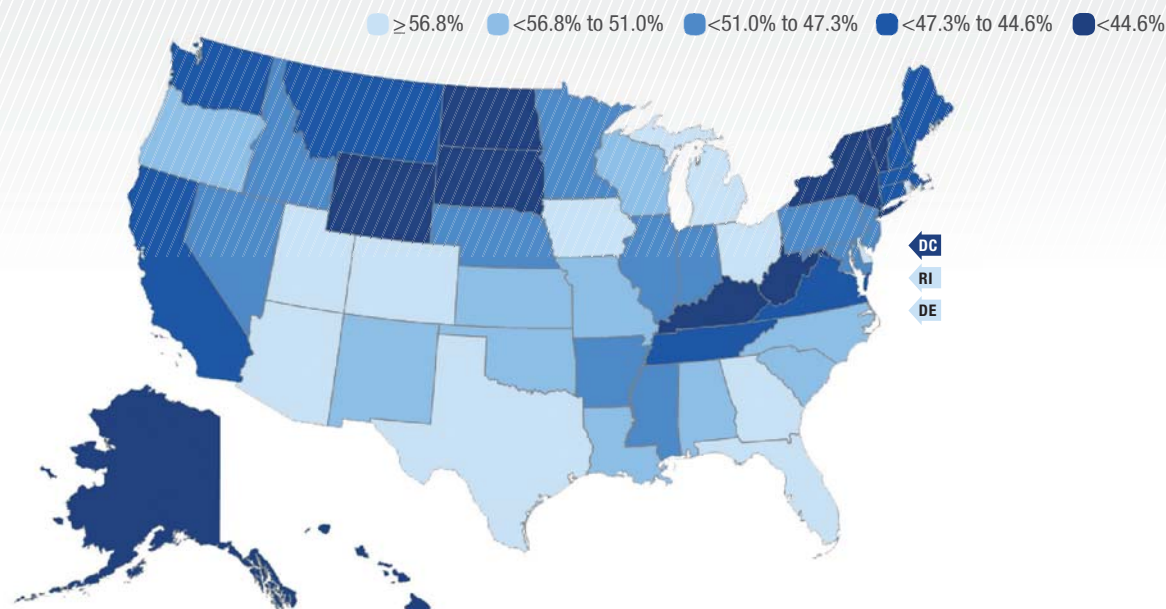 ≥56.8% <56.8% to 51.0% <51.0% to 47.3% <47.3% to 44.6% <44.6%
DC
RI
DE